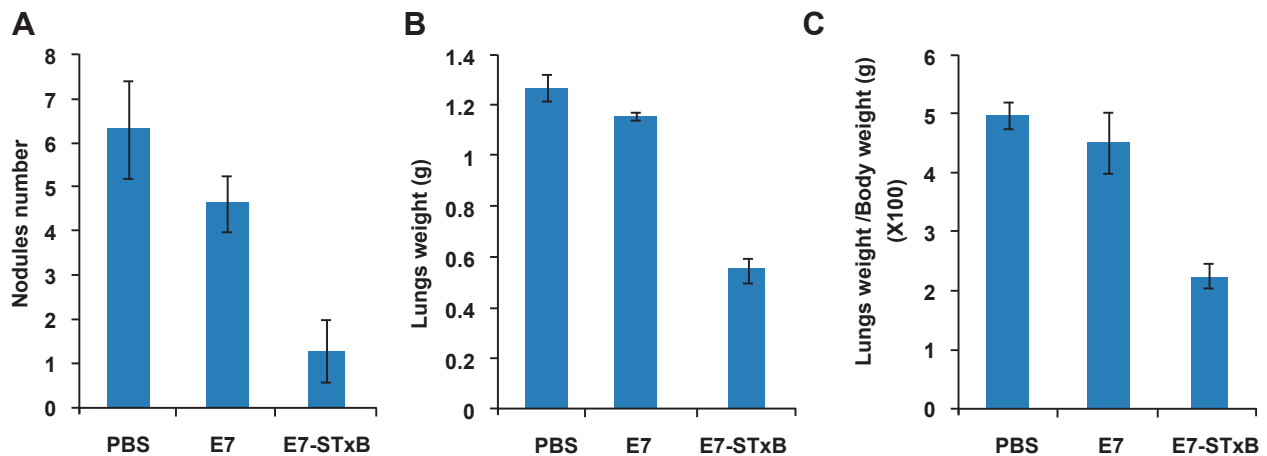 A
Nodules number
8
7
6
5
4
3
2
1
0
PBS E7 E7-STxB
B
Lungs weight (g)
1.4
1.2
1
0.8
0.6
0.4
0.2
0
PBS E7 E7-STxB
C
Lungs weight /Body weight (g)
(X100)
6
5
4
3
2
1
0
PBS E7 E7-STxB